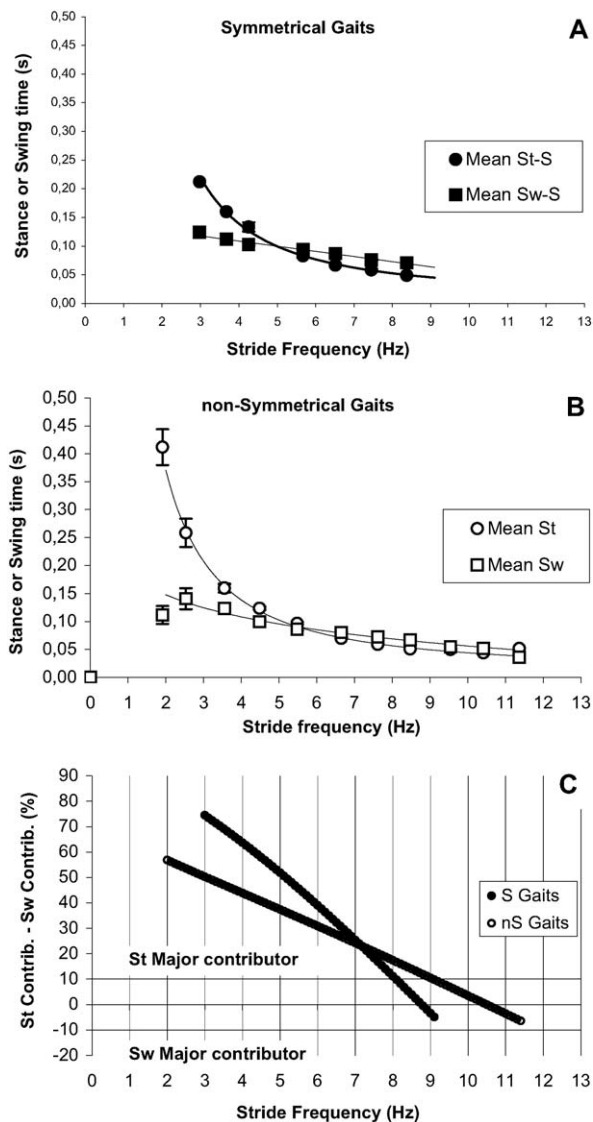 Symmetrical Gaits
A
Stance or Swing time (s)
0,50
0,45
0,40
0,35
0,30
0,25
0,20
0,15
0,10
0,05
0,00
Mean St-S
Mean Sw-S
0 1 2 3 4 5 6 7 8 9 10 11 12 13
Stride Frequency (Hz)
non-Symmetrical Gaits
B
Stance or Swing time (s)
0,50
0,45
0,40
0,35
0,30
0,25
0,20
0,15
0,10
0,05
0,00
Mean St
Mean Sw
0 1 2 3 4 5 6 7 8 9 10 11 12 13
Stride frequency (Hz)
C
St Contrib. - Sw Contrib. (%)
90
80
70
60
50
40
30
20
10
0
-10
-20
S Gaits
nS Gaits
St Major contributor
Sw Major contributor
0 1 2 3 4 5 6 7 8 9 10 11 12 13
Stride Frequency (Hz)